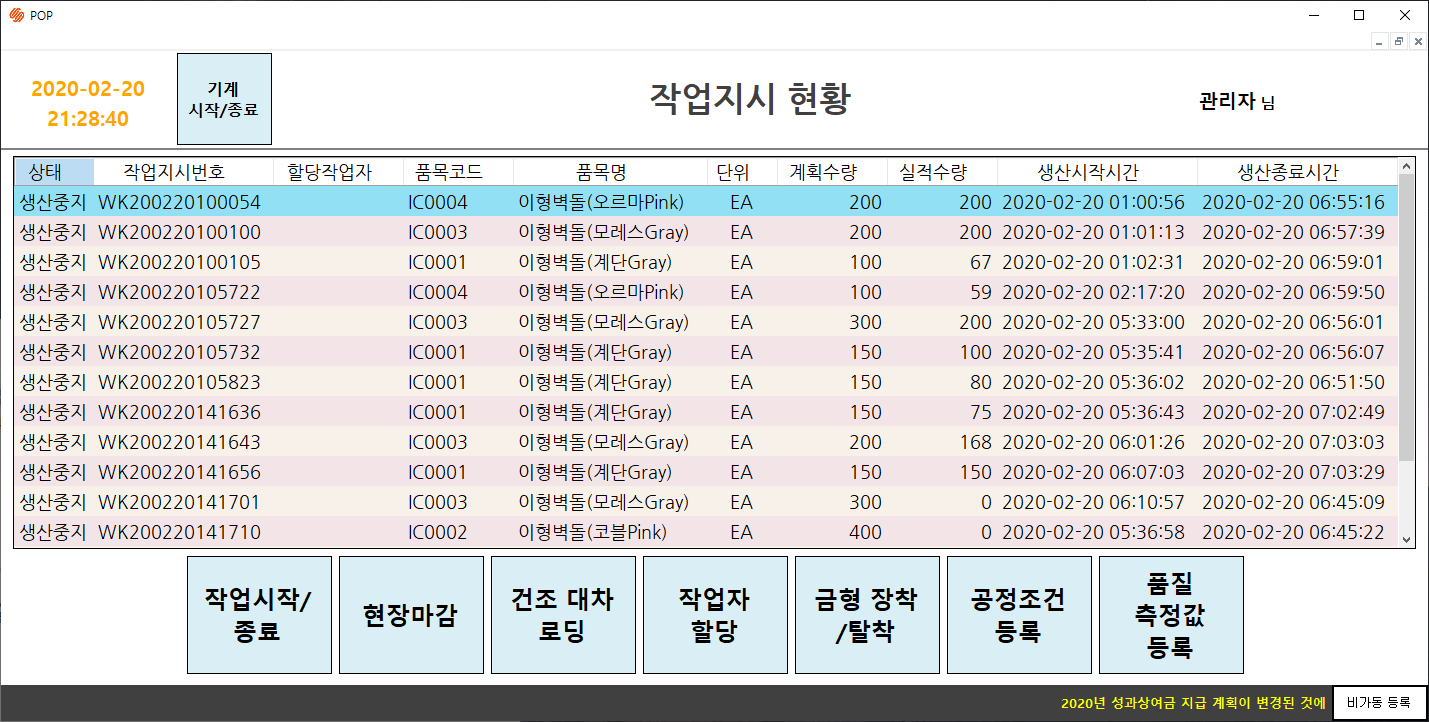 POP
2020-02-20
21:28:40
기계
시작/종료
작업지시 현황
관리자 님
상태 작업지시번호 할당작업자 품목코드 품목명 단위 계획수량 실적수량 생산시작시간 생산종료시간
생산중지 WK200220100054 IC0004 이형벽돌(오르마Pink) EA 200 200 2020-02-20 01:00:56 2020-02-20 06:55:16
생산중지 WK200220100100 IC0003 이형벽돌(모레스Gray) EA 200 200 2020-02-20 01:01:13 2020-02-20 06:57:39
생산중지 WK200220100105 IC0001 이형벽돌(계단Gray) EA 100 67 2020-02-20 01:02:31 2020-02-20 06:59:01
생산중지 WK200220105722 IC0004 이형벽돌(오르마Pink) EA 100 59 2020-02-20 02:17:20 2020-02-20 06:59:50
생산중지 WK200220105727 IC0003 이형벽돌(모레스Gray) EA 300 200 2020-02-20 05:33:00 2020-02-20 06:56:01
생산중지 WK200220105732 IC0001 이형벽돌(계단Gray) EA 150 100 2020-02-20 05:35:41 2020-02-20 06:56:07
생산중지 WK200220105823 IC0001 이형벽돌(계단Gray) EA 150 80 2020-02-20 05:36:02 2020-02-20 06:51:50
생산중지 WK200220141636 IC0001 이형벽돌(계단Gray) EA 150 75 2020-02-20 05:36:43 2020-02-20 07:02:49
생산중지 WK200220141643 IC0003 이형벽돌(모레스Gray) EA 200 168 2020-02-20 06:01:26 2020-02-20 07:03:03
생산중지 WK200220141656 IC0001 이형벽돌(계단Gray) EA 150 150 2020-02-20 06:07:03 2020-02-20 07:03:29
생산중지 WK200220141701 IC0003 이형벽돌(모레스Gray) EA 300 0 2020-02-20 06:10:57 2020-02-20 06:45:09
생산중지 WK200220141710 IC0002 이형벽돌(코블Pink) EA 400 0 2020-02-20 05:36:58 2020-02-20 06:45:22
작업시작/
종료
현장마감
건조 대차
로딩
작업자
할당
금형 장착
/탈착
공정조건
등록
품질
측정값
등록
2020년 성과상여금 지급 계획이 변경된 것에
비가동 등록